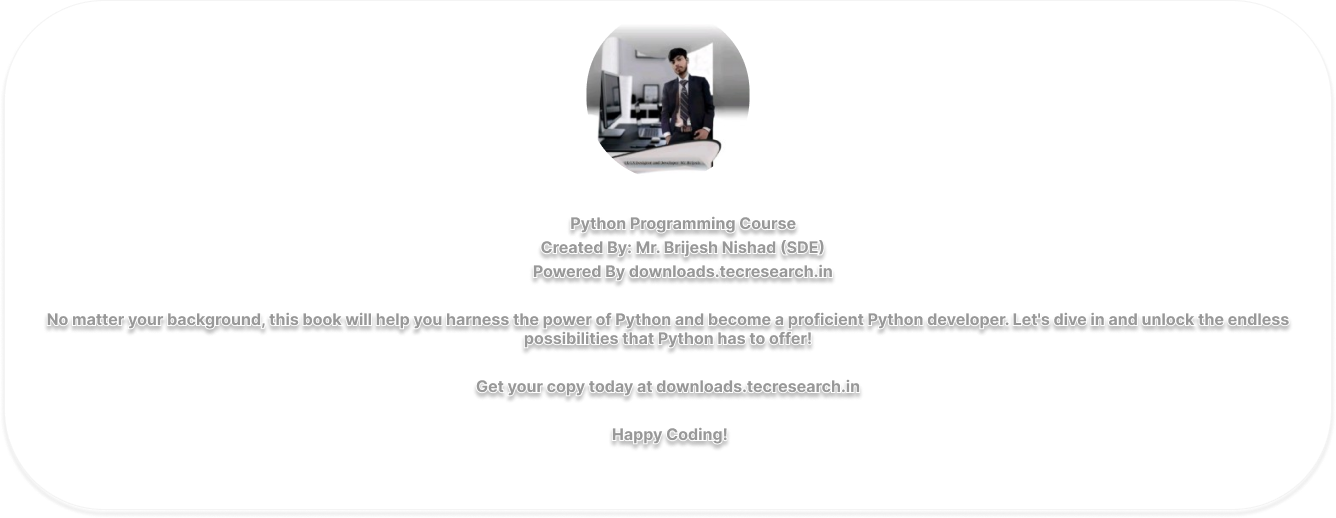 Python Programming Course
Created By: Mr. Brijesh Nishad (SDE)
Powered By downloads.tecresearch.in
No matter your background, this book will help you harness the power of Python and become a proficient Python developer. Let's dive in and unlock the endless
possibilities that Python has to offer!
Get your copy today at downloads.tecresearch.in
Happy Coding!